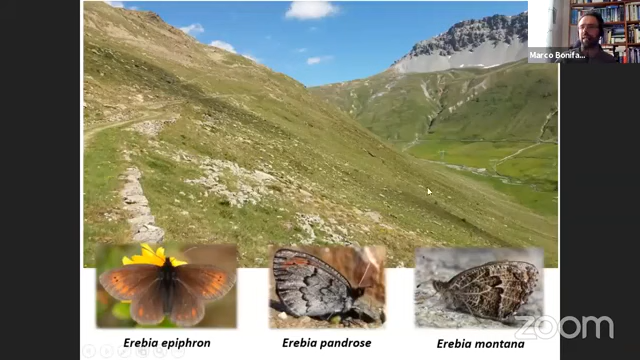 Marco Bonifa...
Erebia epiphron
Erebia pandrose
Erebia montana
zoom